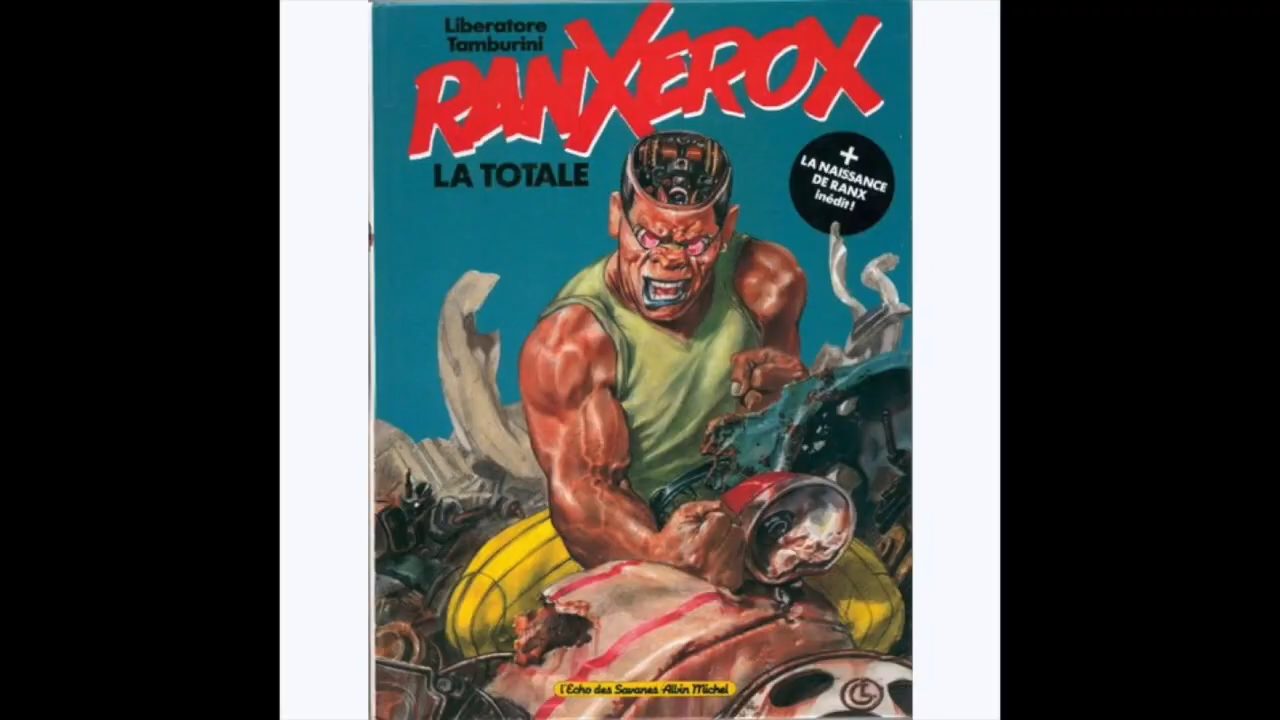 Liberatore
Tamburini
RANXEROX
LA TOTALE
+
LA NAISSANCE
DE RANX
inédit!
l'Echo des Savanes Albin Michel